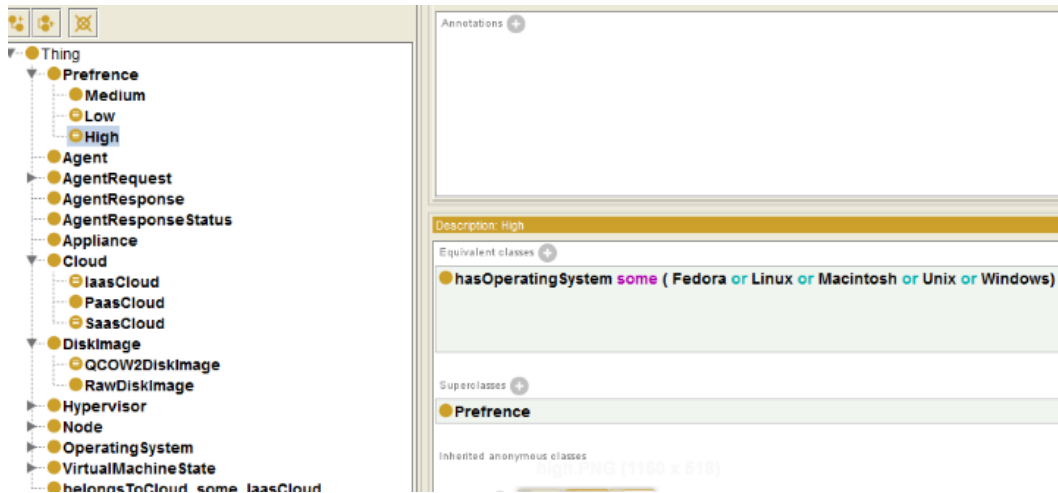 Thing
Prefrence
Medium
Low
High
Agent
AgentRequest
AgentResponse
AgentResponseStatus
Appliance
Cloud
IaasCloud
PaasCloud
SaasCloud
DiskImage
QCOW2DiskImage
RawDiskImage
Hypervisor
Node
OperatingSystem
VirtualMachineState
belongsToCloud some IaasCloud
Annotations
Description: High
Equivalent classes
hasOperatingSystem some ( Fedora or Linux or Macintosh or Unix or Windows)
Superclasses
Prefrence
Inherited anonymous classes
high.PNG (1160 x 518)